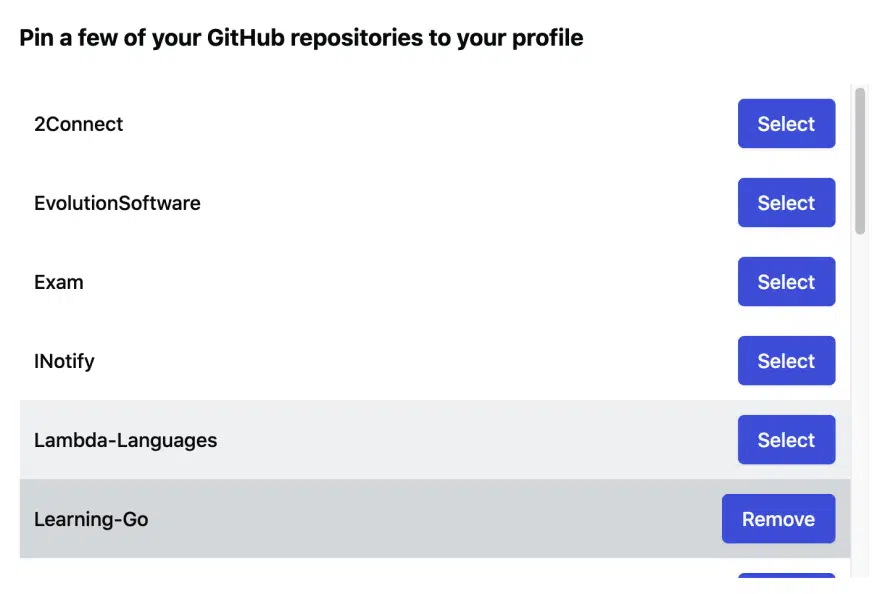 Pin a few of your GitHub repositories to your profile
2Connect Select
EvolutionSoftware Select
Exam Select
INotify Select
Lambda-Languages Select
Learning-Go Remove